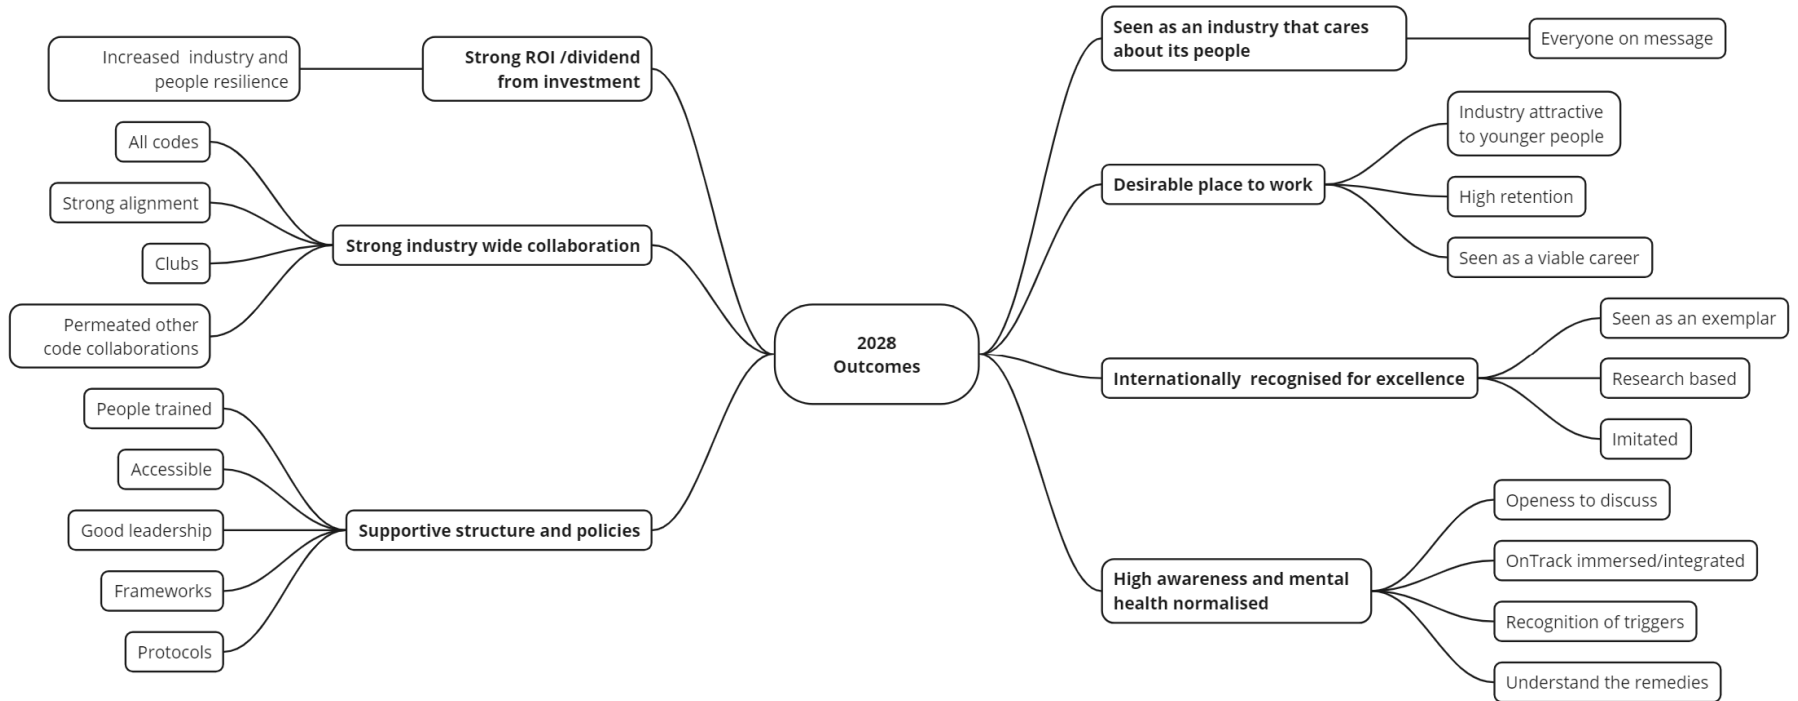 Increased  industry and
people resilience
Strong ROI /dividend
from investment
All codes
Strong alignment
Clubs
Permeated other
code collaborations
Strong industry wide collaboration
People trained
Accessible
Good leadership
Frameworks
Protocols
Supportive structure and policies
2028
Outcomes
Seen as an industry that cares
about its people
Everyone on message
Desirable place to work
Industry attractive
to younger people
High retention
Seen as a viable career
Internationally  recognised for excellence
Seen as an exemplar
Research based
Imitated
High awareness and mental
health normalised
Openess to discuss
OnTrack immersed/integrated
Recognition of triggers
Understand the remedies